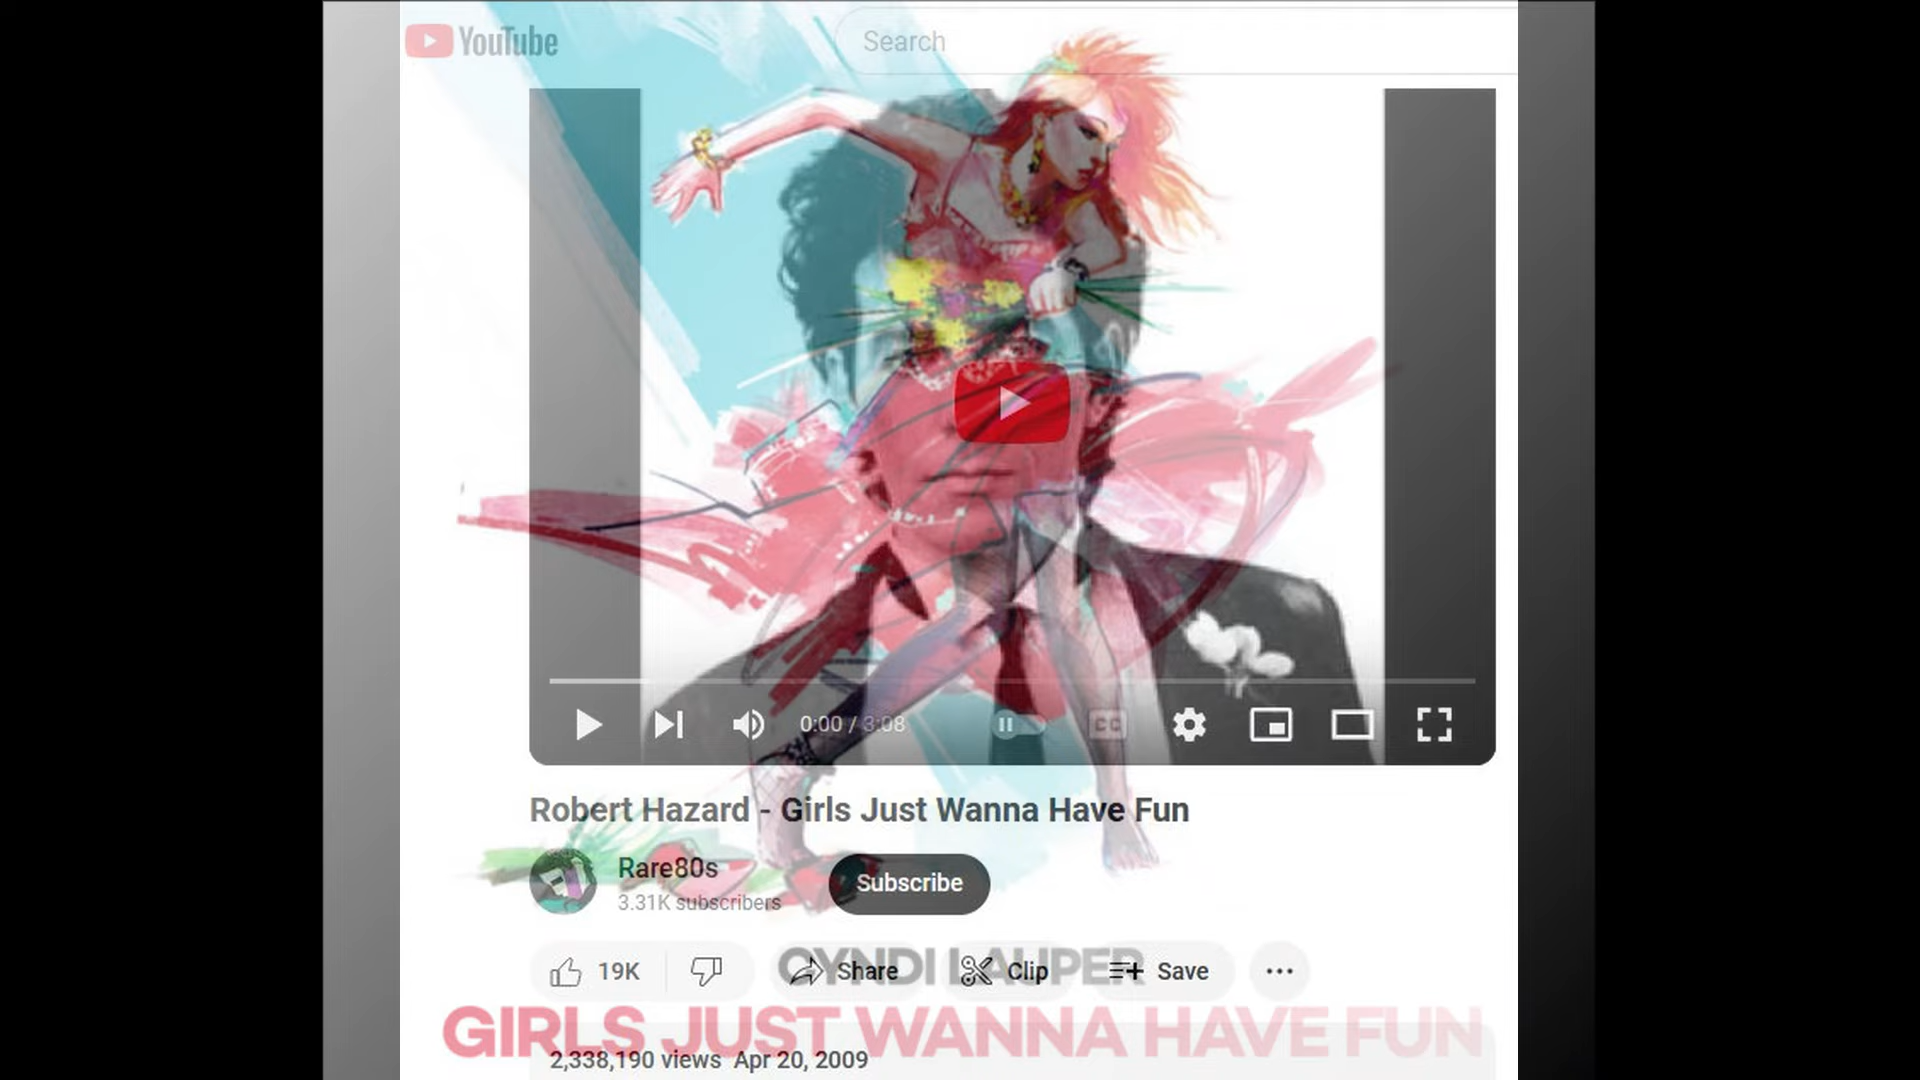 YouTube
Search
0:00 / 3:08
CC
Robert Hazard - Girls Just Wanna Have Fun
Rare80s
3.31K subscribers
Subscribe
19K
Share
Clip
Save
CYNDI LAUPER
GIRLS JUST WANNA HAVE FUN
2,338,190 views Apr 20, 2009